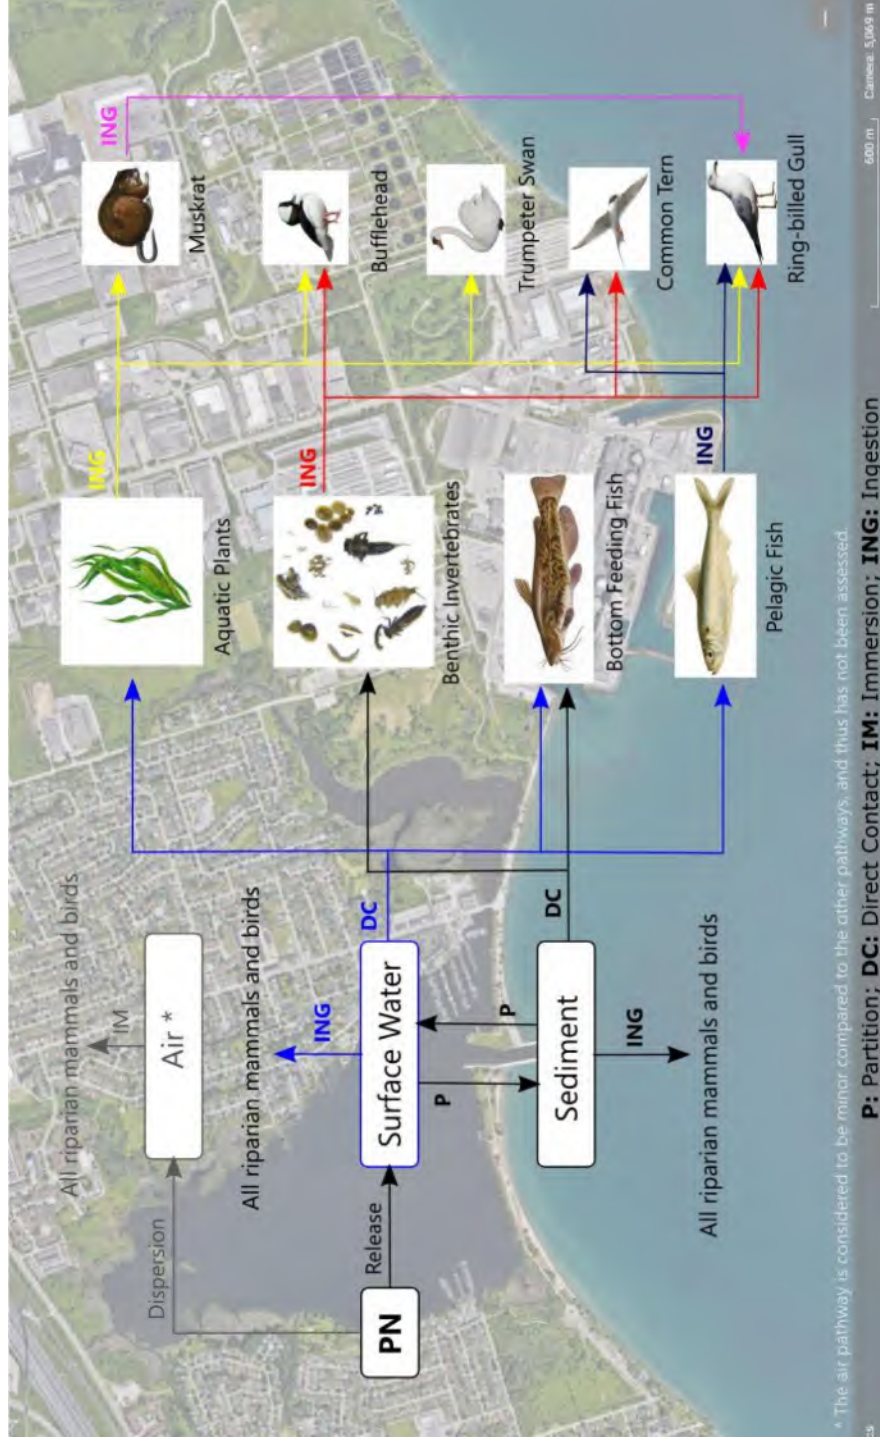 PN
Dispersion
Release
All riparian mammals and birds
IM
Air *
All riparian mammals and birds
ING
Surface Water
DC
P
P
Sediment
DC
ING
All riparian mammals and birds
Aquatic Plants
ING
Benthic Invertebrates
ING
Bottom Feeding Fish
Pelagic Fish
ING
Muskrat
ING
Bufflehead
Trumpeter Swan
Common Tern
Ring-billed Gull
* The air pathway is considered to be minor compared to the other pathways, and thus has not been assessed.
600 m
Camera: 5,069 m
P: Partition; DC: Direct Contact; IM: Immersion; ING: Ingestion